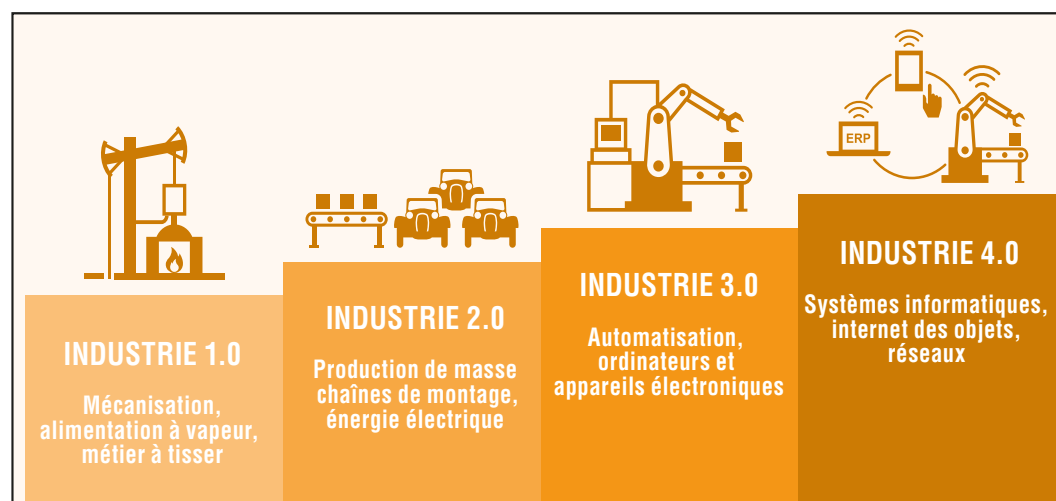 INDUSTRIE 1.0
Mécanisation,
alimentation à vapeur,
métier à tisser
INDUSTRIE 2.0
Production de masse
chaînes de montage,
énergie électrique
INDUSTRIE 3.0
Automatisation,
ordinateurs et
appareils électroniques
ERP
INDUSTRIE 4.0
Systèmes informatiques,
internet des objets,
réseaux